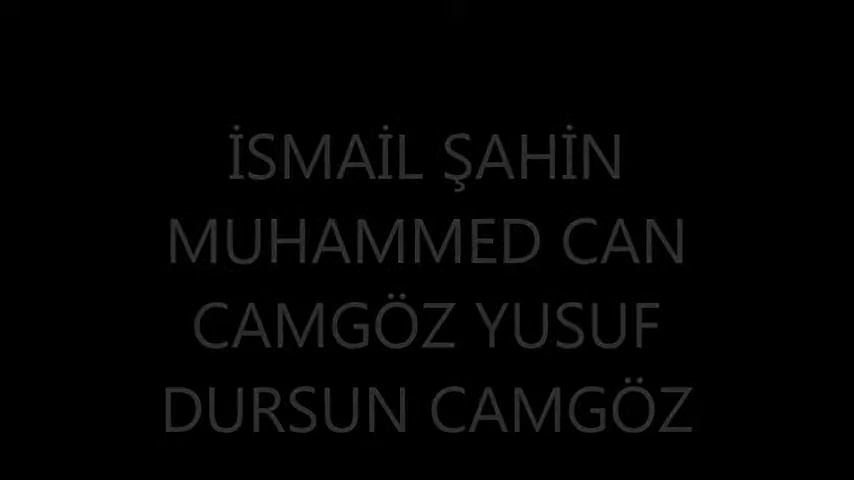 İSMAİL ŞAHİN
MUHAMMED CAN
CAMGÖZ YUSUF
DURSUN CAMGÖZ